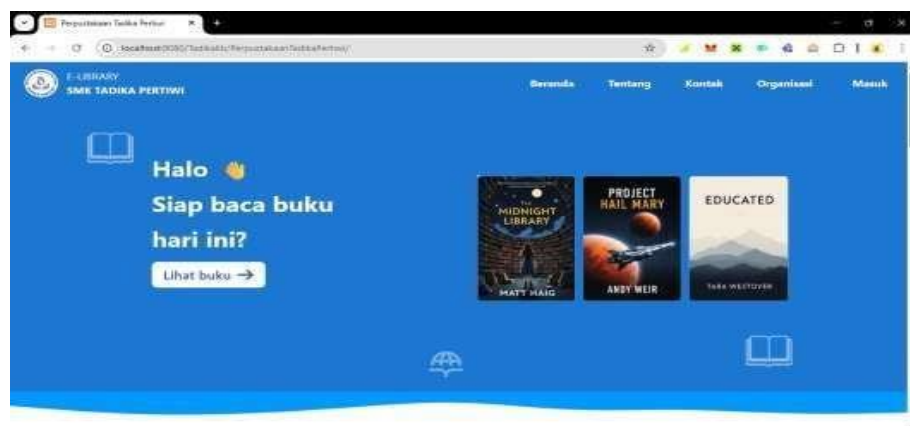 Perpustakaan Tadika Pertiwi
E-LIBRARY
SMK TADIKA PERTIWI
Beranda Tentang Kontak Organisasi Masuk
Halo 👋
Siap baca buku
hari ini?
Lihat buku →
THE
MIDNIGHT
LIBRARY
MATT HAIG
PROJECT
HAIL MARY
ANDY WEIR
EDUCATED
TARA WESTOVER